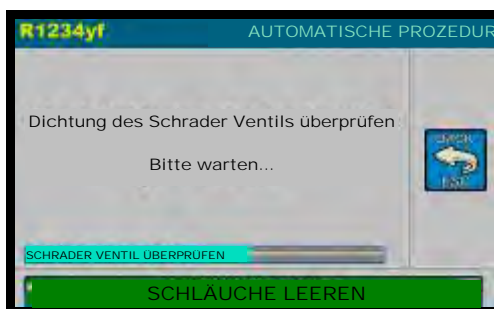 R1234yf
AUTOMATISCHE PROZEDUR
Dichtung des Schrader Ventils überprüfen
Bitte warten...
SCHRADER VENTIL ÜBERPRÜFEN
SCHLÄUCHE LEEREN